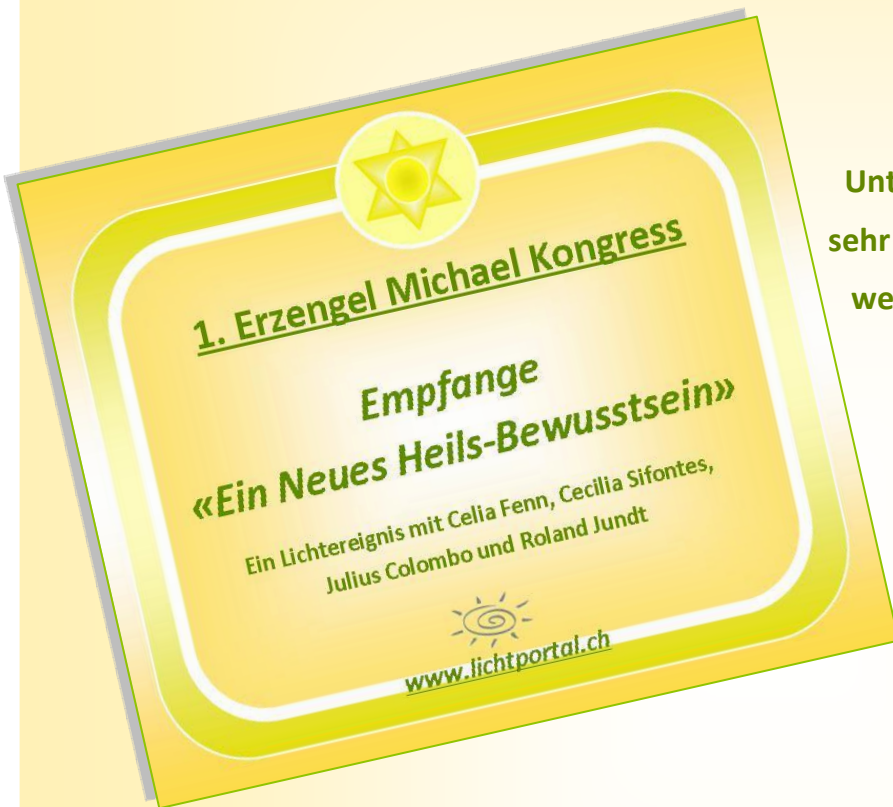 1. Erzengel Michael Kongress
Empfange
«Ein Neues Heils-Bewusstsein»
Ein Lichtereignis mit Celia Fenn, Cecilia Sifontes,
Julius Colombo und Roland Jundt
www.lichtportal.ch
sehr